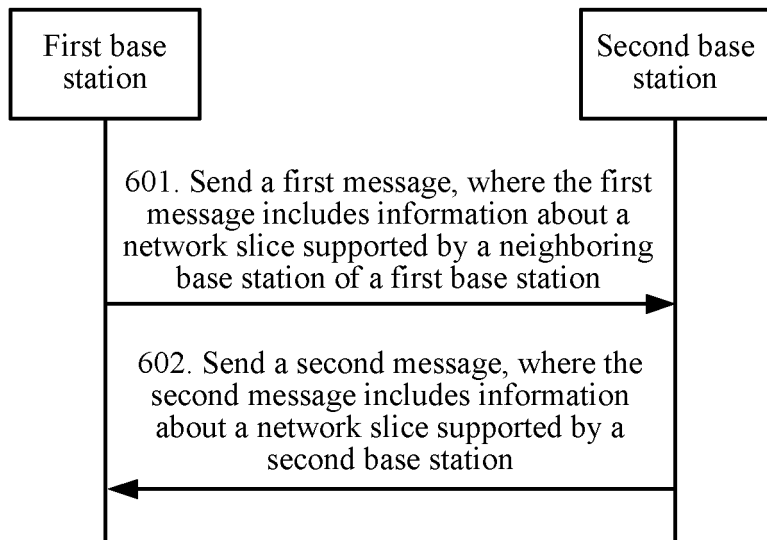 First base
station
Second base
station
601. Send a first message, where the first
message includes information about a
network slice supported by a neighboring
base station of a first base station
602. Send a second message, where the
second message includes information
about a network slice supported by a
second base station